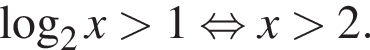 log₂ x > 1 ⇔ x > 2.